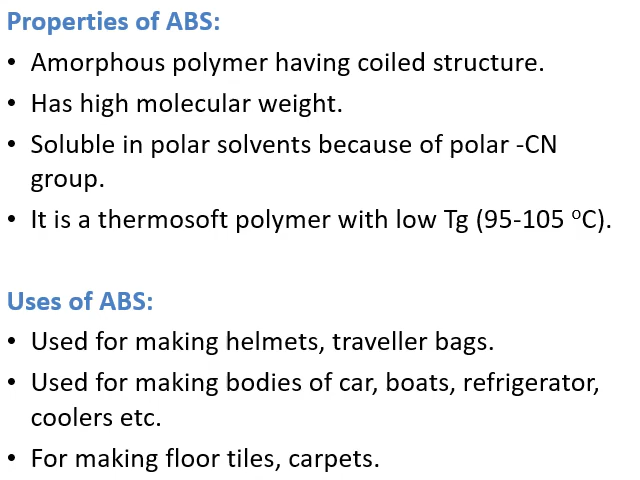 Properties of ABS:
• Amorphous polymer having coiled structure.
• Has high molecular weight.
• Soluble in polar solvents because of polar -CN
group.
• It is a thermosoft polymer with low Tg (95-105 ºC).
Uses of ABS:
• Used for making helmets, traveller bags.
• Used for making bodies of car, boats, refrigerator,
coolers etc.
• For making floor tiles, carpets.